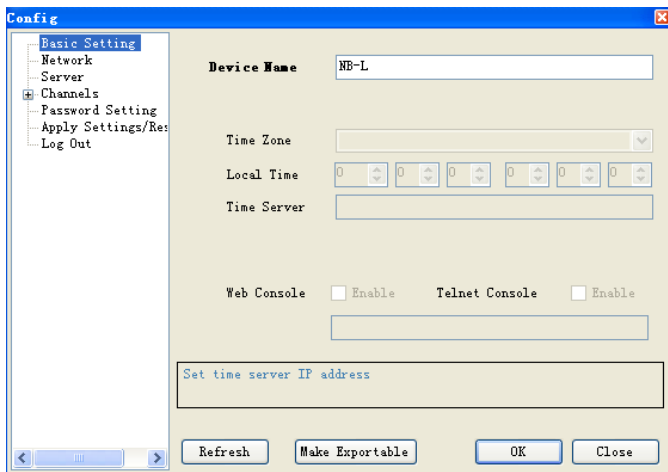 Config
Basic Setting
Network
Server
Channels
Password Setting
Apply Settings/Res
Log Out
Device Name NB-L
Time Zone
Local Time 0 0 0 0 0 0
Time Server
Web Console Enable Telnet Console Enable
Set time server IP address
Refresh Make Exportable OK Close